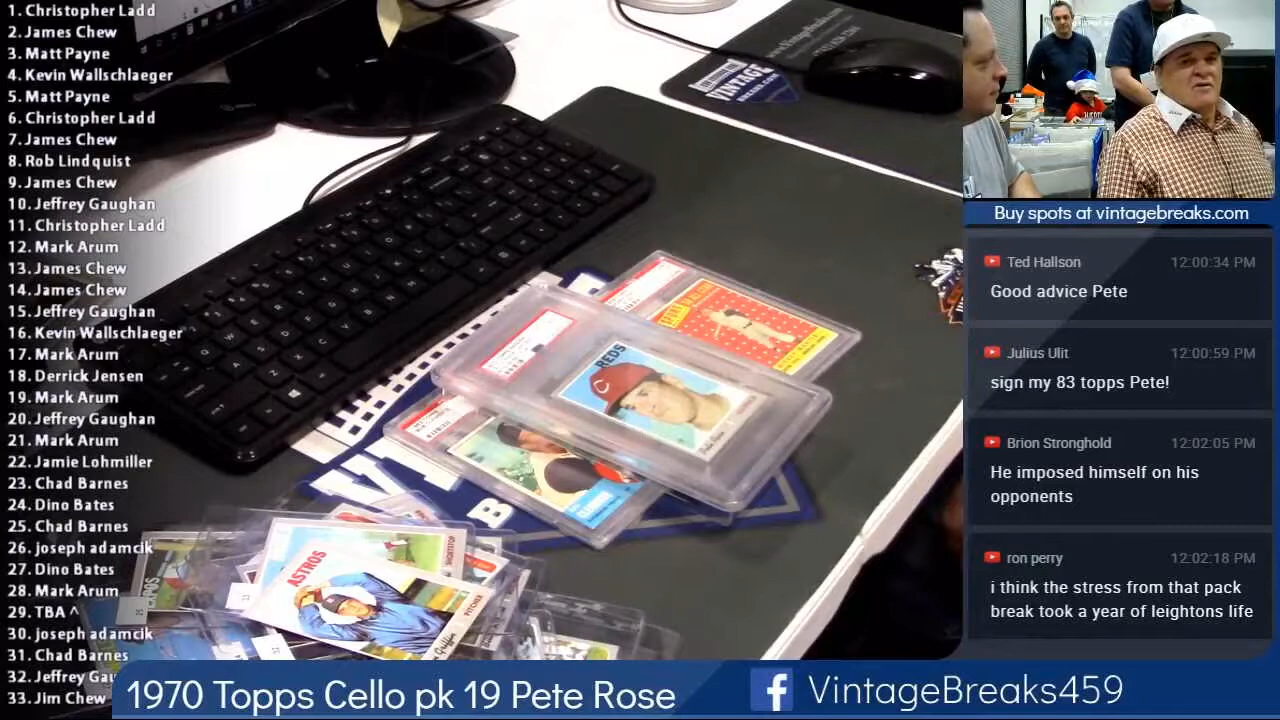 1. Christopher Ladd
2. James Chew
3. Matt Payne
4. Kevin Wallschlaeger
5. Matt Payne
6. Christopher Ladd
7. James Chew
8. Rob Lindquist
9. James Chew
10. Jeffrey Gaughan
11. Christopher Ladd
12. Mark Arum
13. James Chew
14. James Chew
15. Jeffrey Gaughan
16. Kevin Wallschlaeger
17. Mark Arum
18. Derrick Jensen
19. Mark Arum
20. Jeffrey Gaughan
21. Mark Arum
22. Jamie Lohmiller
23. Chad Barnes
24. Dino Bates
25. Chad Barnes
26. joseph adamcik
27. Dino Bates
28. Mark Arum
29. TBA ^
30. joseph adamcik
31. Chad Barnes
32. Jeffrey Gau
33. Jim Chew
VINTAGE
REDS
ASTROS
PITCHER
SHORTSTOP
Buy spots at vintagebreaks.com
Ted Hallson 12:00:34 PM
Good advice Pete
Julius Ulit 12:00:59 PM
sign my 83 topps Pete!
Brion Stronghold 12:02:05 PM
He imposed himself on his
opponents
ron perry 12:02:18 PM
i think the stress from that pack
break took a year of leightons life
1970 Topps Cello pk 19 Pete Rose
f VintageBreaks459